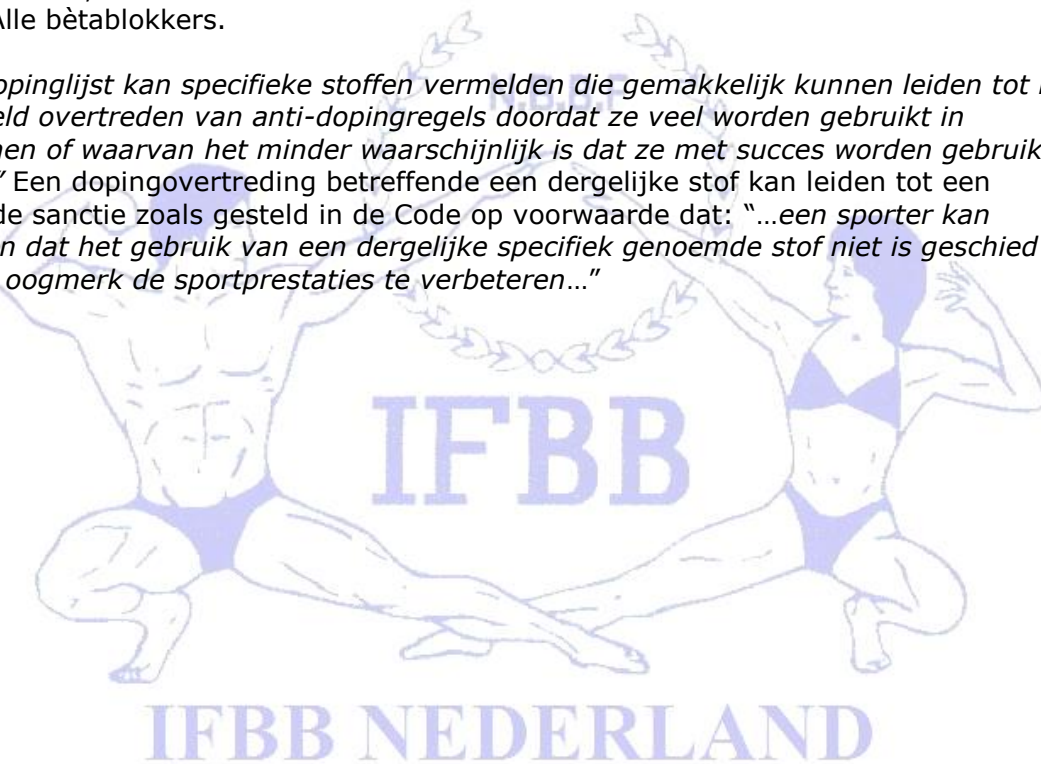 Alle bètablokkers.
opinglijst kan specifieke stoffen vermelden die gemakkelijk kunnen leiden tot
eld overtreden van anti-dopingregels doordat ze veel worden gebruikt in
nen of waarvan het minder waarschijnlijk is dat ze met succes worden gebruik
” Een dopingovertreding betreffende een dergelijke stof kan leiden tot een
de sanctie zoals gesteld in de Code op voorwaarde dat: “…een sporter kan
n dat het gebruik van een dergelijke specifiek genoemde stof niet is geschied
oogmerk de sportprestaties te verbeteren…”
N.B.B.F
IFBB
IFBB NEDERLAND